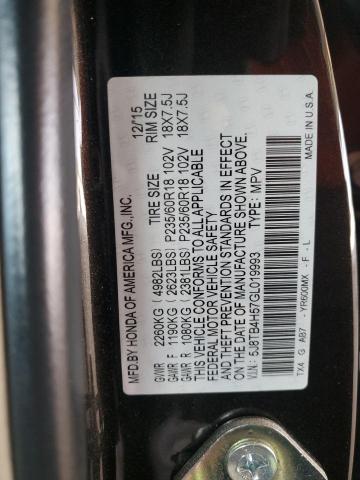 MFD.BY HONDA OF AMERICA MFG.,INC. 12/15
TIRE SIZE RIM SIZE
GVWR 2260KG (4982LBS)
GAWR F 1190KG (2623LBS) P235/60R18 102V 18X7.5J
GAWR R 1080KG (2381LBS) P235/60R18 102V 18X7.5J
THIS VEHICLE CONFORMS TO ALL APPLICABLE
FEDERAL MOTOR VEHICLE SAFETY
AND THEFT PREVENTION STANDARDS IN EFFECT
ON THE DATE OF MANUFACTURE SHOWN ABOVE.
V.I.N.: 5J8TB4H57GL019993 TYPE: MPV
TX4 G A87 - YR600MX - F - L MADE IN U.S.A.